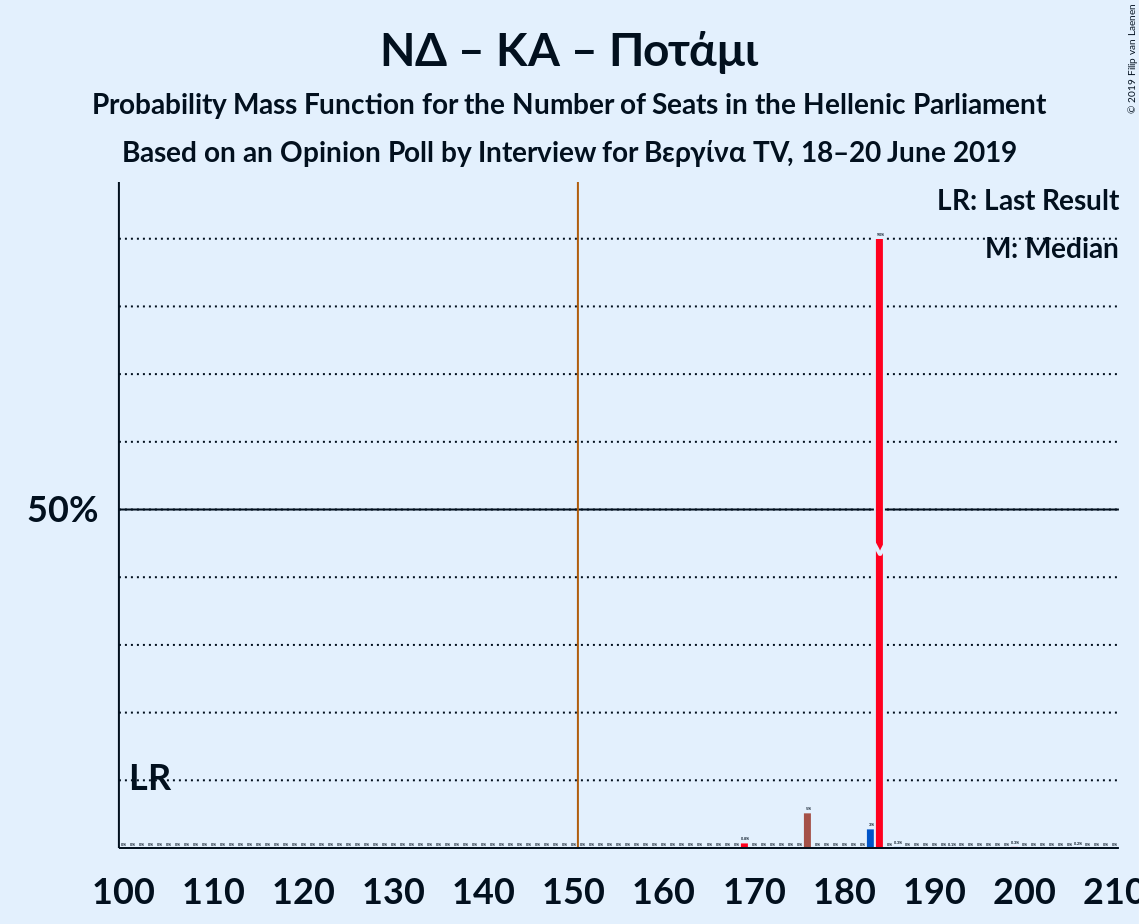 ΝΔ – ΚΑ – Ποτάμι
Probability Mass Function for the Number of Seats in the Hellenic Parliament
Based on an Opinion Poll by Interview for Βεργίνα TV, 18–20 June 2019
© 2019 Filip van Laenen
LR: Last Result
M: Median
50%
LR
M
100 110 120 130 140 150 160 170 180 190 200 210